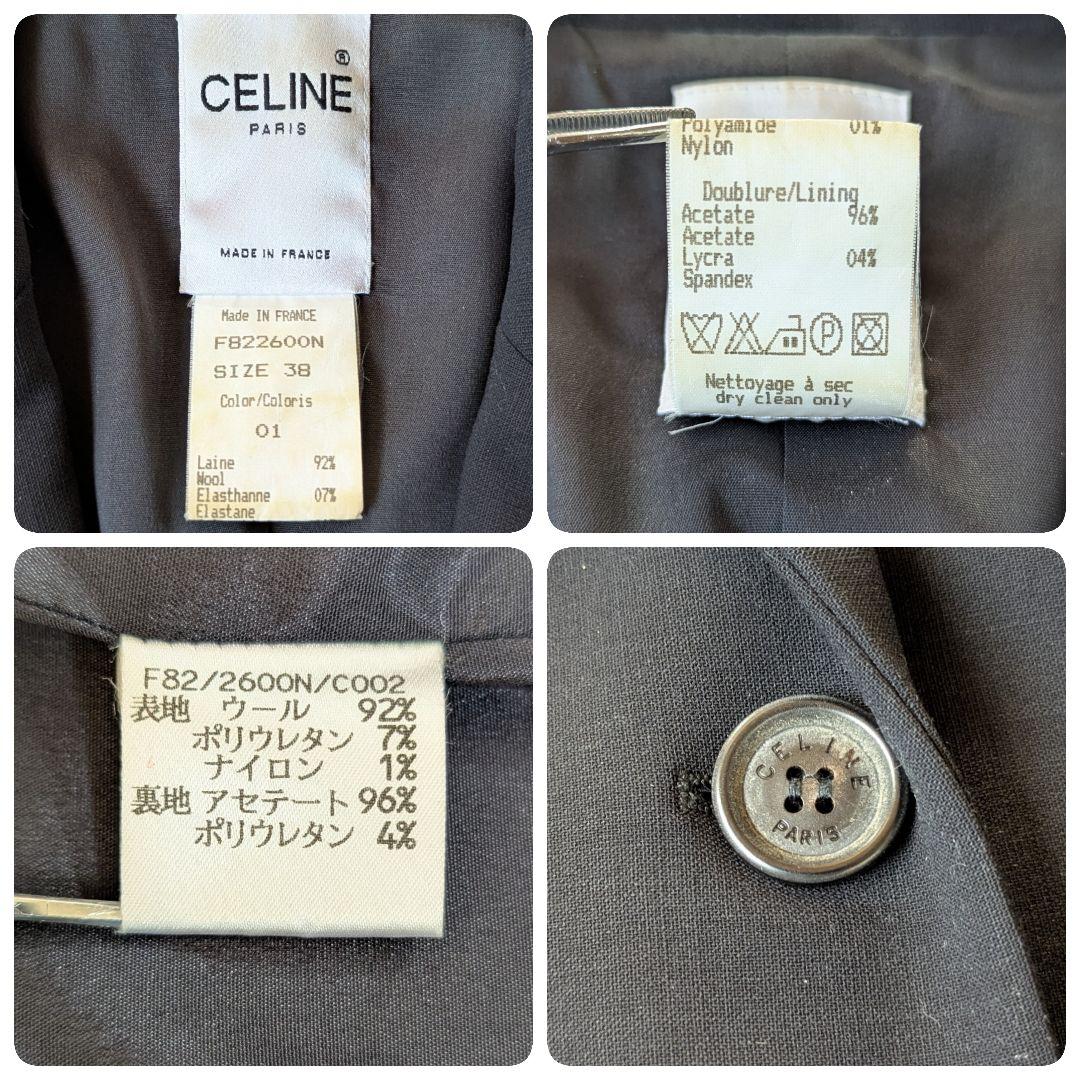 ®
CELINE
PARIS
MADE IN FRANCE
Made IN FRANCE
F822600N
SIZE 38
Color/Coloris
01
Laine 92%
Wool
Elasthanne 07%
Elastane
Polyamide 01%
Nylon
Doublure/Lining
Acetate 96%
Acetate
Lycra 04%
Spandex
P
Nettoyage à sec
dry clean only
F82/2600N/C002
表地 ウール 92%
ポリウレタン 7%
ナイロン 1%
裏地 アセテート 96%
ポリウレタン 4%
CELINE
PARIS